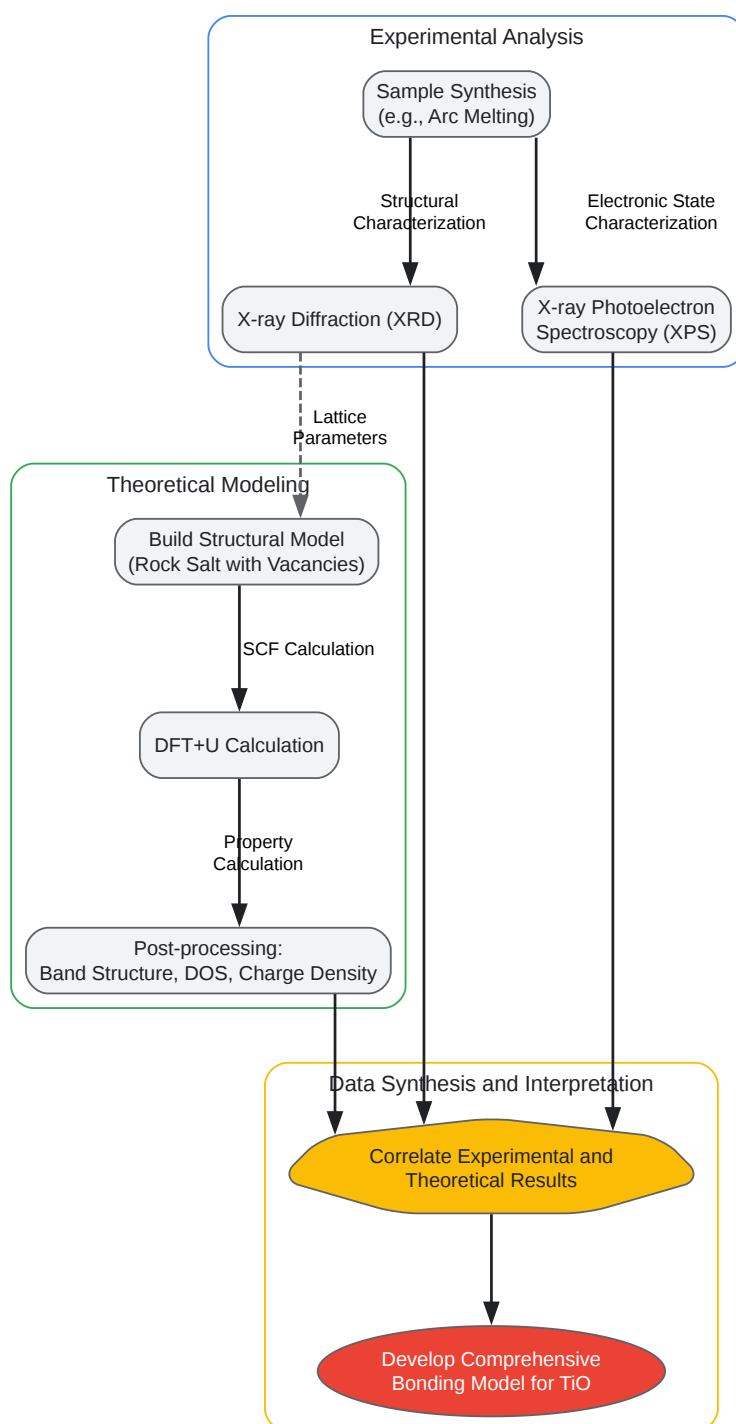 Experimental Analysis
Sample Synthesis
(e.g., Arc Melting)
Structural
Characterization
Electronic State
Characterization
X-ray Diffraction (XRD)
X-ray Photoelectron
Spectroscopy (XPS)
Lattice
Parameters
Theoretical Modeling
Build Structural Model
(Rock Salt with Vacancies)
SCF Calculation
DFT+U Calculation
Property
Calculation
Post-processing:
Band Structure, DOS, Charge Density
Data Synthesis and Interpretation
Correlate Experimental and
Theoretical Results
Develop Comprehensive
Bonding Model for TiO